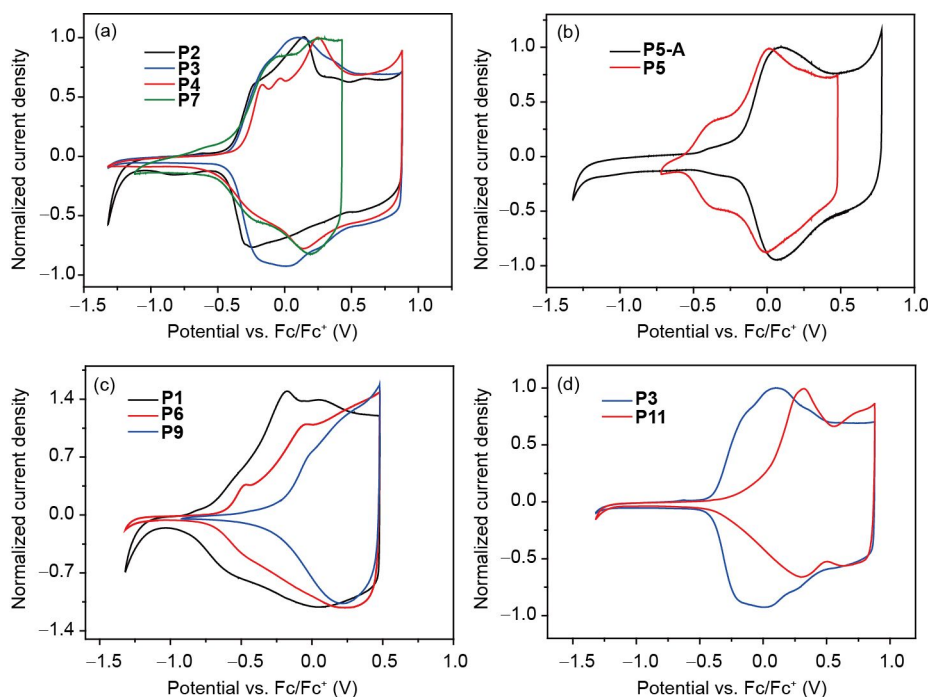 (a)
P2
P3
P4
P7
Normalized current density
1.0
0.5
0.0
−0.5
−1.0
−1.5 −1.0 −0.5 0.0 0.5 1.0
Potential vs. Fc/Fc⁺ (V)
(b)
P5-A
P5
Normalized current density
1.0
0.5
0.0
−0.5
−1.0
−1.5 −1.0 −0.5 0.0 0.5 1.0
Potential vs. Fc/Fc⁺ (V)
(c)
P1
P6
P9
Normalized current density
1.4
0.7
0.0
−0.7
−1.4
−1.5 −1.0 −0.5 0.0 0.5 1.0
Potential vs. Fc/Fc⁺ (V)
(d)
P3
P11
Normalized current density
1.0
0.5
0.0
−0.5
−1.0
−1.5 −1.0 −0.5 0.0 0.5 1.0
Potential vs. Fc/Fc⁺ (V)